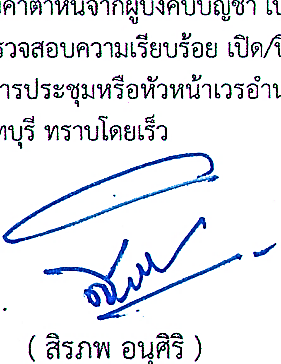 งคำตำหนิจากผู้บังคับบัญชา เป
รวจสอบความเรียบร้อย เปิด/ปิ
ารประชุมหรือหัวหน้าเวรอำน
ทบุรี ทราบโดยเร็ว
( สิรภพ อนุศิริ )